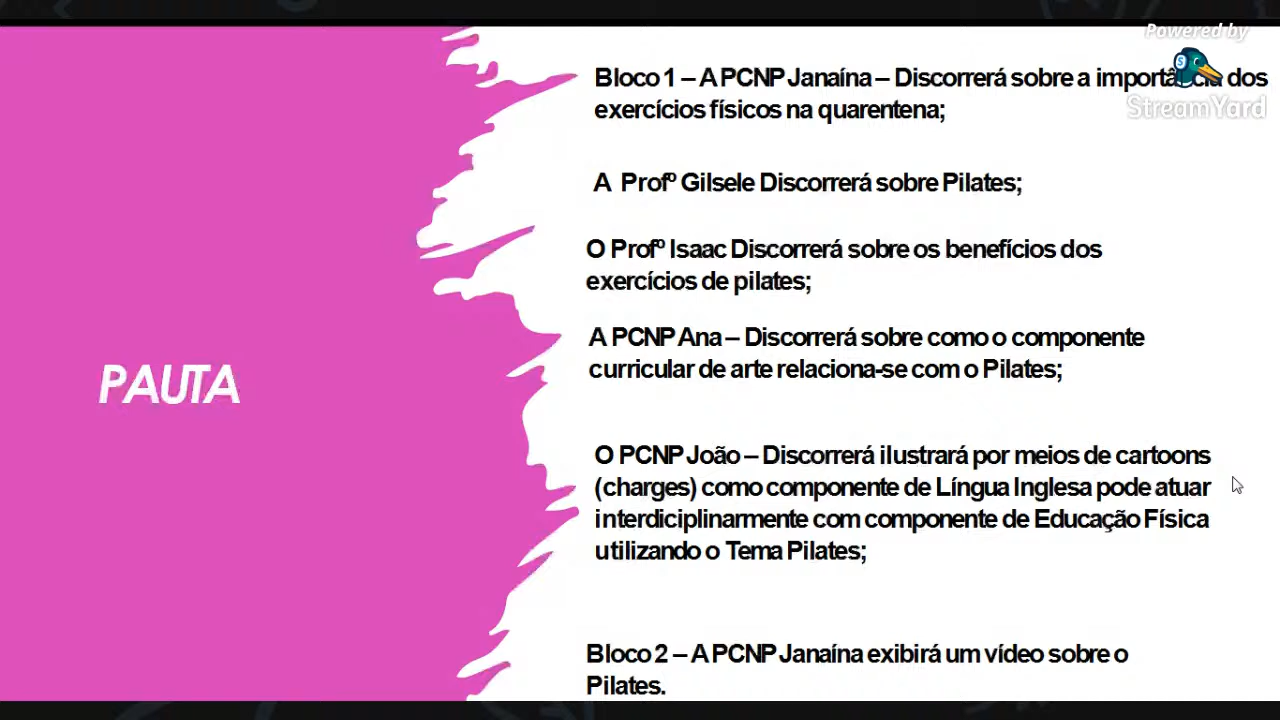 Powered by
StreamYard
PAUTA
Bloco 1 – A PCNP Janaína – Discorrerá sobre a importância dos
exercícios físicos na quarentena;
A Profº Gilsele Discorrerá sobre Pilates;
O Profº Isaac Discorrerá sobre os benefícios dos
exercícios de pilates;
A PCNP Ana – Discorrerá sobre como o componente
curricular de arte relaciona-se com o Pilates;
O PCNP João – Discorrerá ilustrará por meios de cartoons
(charges) como componente de Língua Inglesa pode atuar
interdiciplinarmente com componente de Educação Física
utilizando o Tema Pilates;
Bloco 2 – A PCNP Janaína exibirá um vídeo sobre o
Pilates.